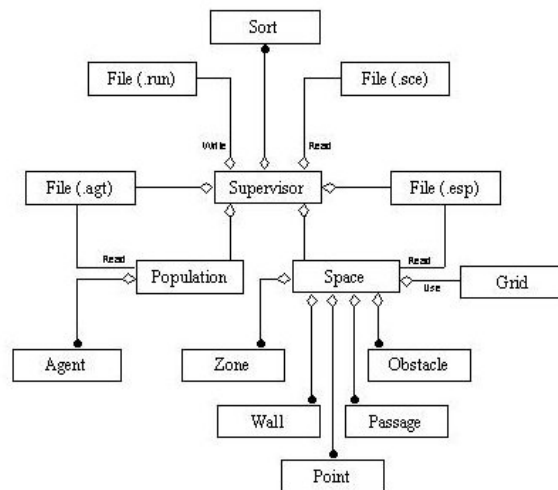 Sort
File (.run)
File (.sce)
Write
Read
File (.agt)
Supervisor
File (.esp)
Read
Population
Space
Read
Use
Grid
Agent
Zone
Obstacle
Wall
Passage
Point